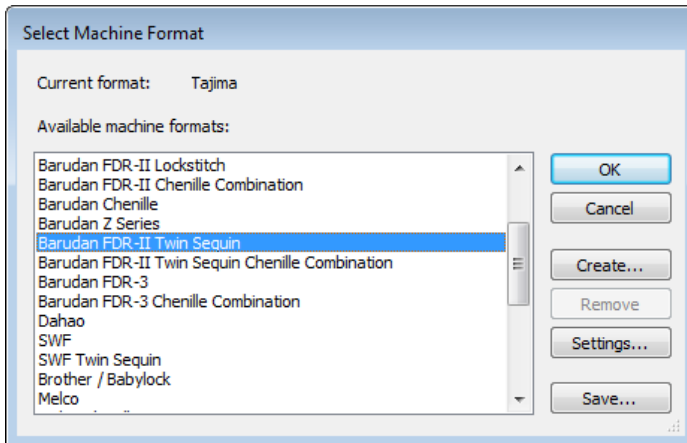 Select Machine Format
Current format: Tajima
Available machine formats:
Barudan FDR-II Lockstitch
Barudan FDR-II Chenille Combination
Barudan Chenille
Barudan Z Series
Barudan FDR-II Twin Sequin
Barudan FDR-II Twin Sequin Chenille Combination
Barudan FDR-3
Barudan FDR-3 Chenille Combination
Dahao
SWF
SWF Twin Sequin
Brother / Babylock
Melco
OK
Cancel
Create...
Remove
Settings...
Save...